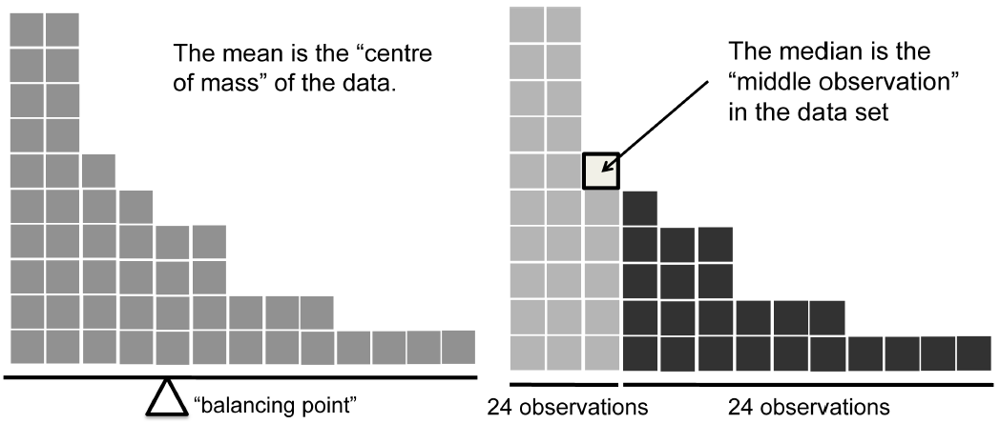 The mean is the “centre
of mass” of the data.
“balancing point”
The median is the
“middle observation”
in the data set
24 observations
24 observations